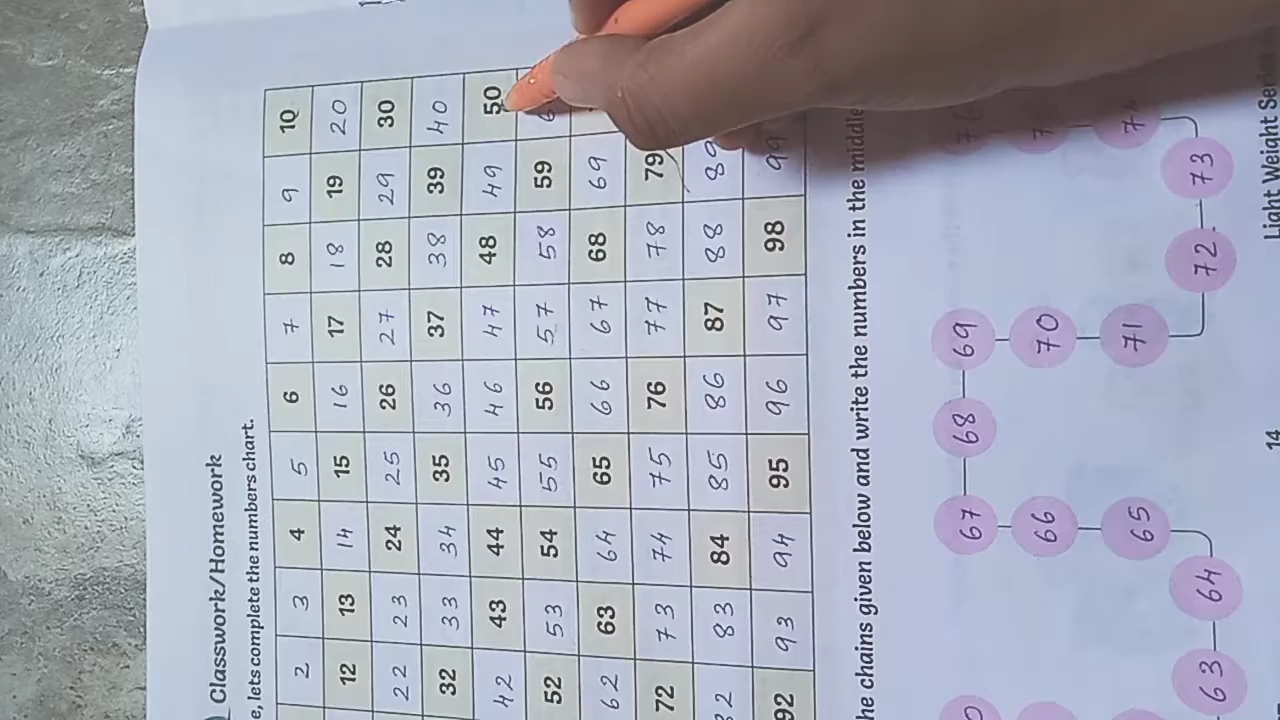 Classwork/Homework
e, lets complete the numbers chart.
2 3 4 5 6 7 8 9 10
12 13 14 15 16 17 18 19 20
22 23 24 25 26 27 28 29 30
32 33 34 35 36 37 38 39 40
42 43 44 45 46 47 48 49 50
52 53 54 55 56 57 58 59
62 63 64 65 66 67 68 69
72 73 74 75 76 77 78 79
83 84 85 86 87 88 89
92 93 94 95 96 97 98 99
he chains given below and write the numbers in the middle
67 68 69
66 70
65 71
63 64 72 73
14 Light Weight